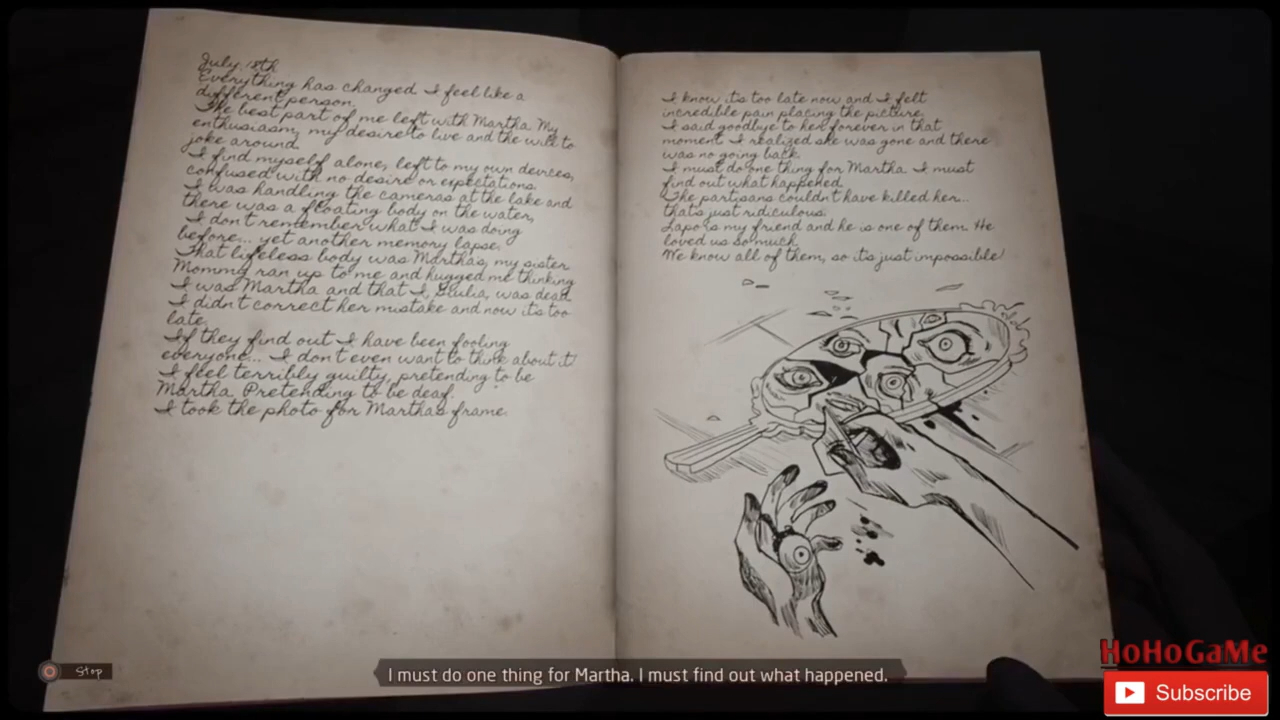 July 18th
Everything has changed I feel like a
different person.
The best part of me left with Martha. My
enthusiasm, my desire to live and the will to
joke around.
I find myself alone, left to my own devices,
confused with no desire or expectations.
I was handling the cameras at the lake and
there was a floating body on the water,
I don't remember what I was doing
before... yet another memory lapse.
That lifeless body was Martha's, my sister.
Mommy ran up to me and hugged me thinking
I was Martha and that I, Giulia, was dead.
I didn't correct her mistake and now it's too
late.
If they find out I have been fooling
everyone... I don't even want to think about it!
I feel terribly guilty, pretending to be
Martha. Pretending to be deaf.
I took the photo for Martha's frame.
I know it's too late now and I felt
incredible pain placing the picture.
I said goodbye to her forever in that
moment. I realized she was gone and there
was no going back.
I must do one thing for Martha. I must
find out what happened.
The partisans couldn't have killed her...
that's just ridiculous.
Lapo is my friend and he is one of them. He
loved us so much.
We know all of them, so it's just impossible!
Stop
I must do one thing for Martha. I must find out what happened.
HoHoGaMe
Subscribe